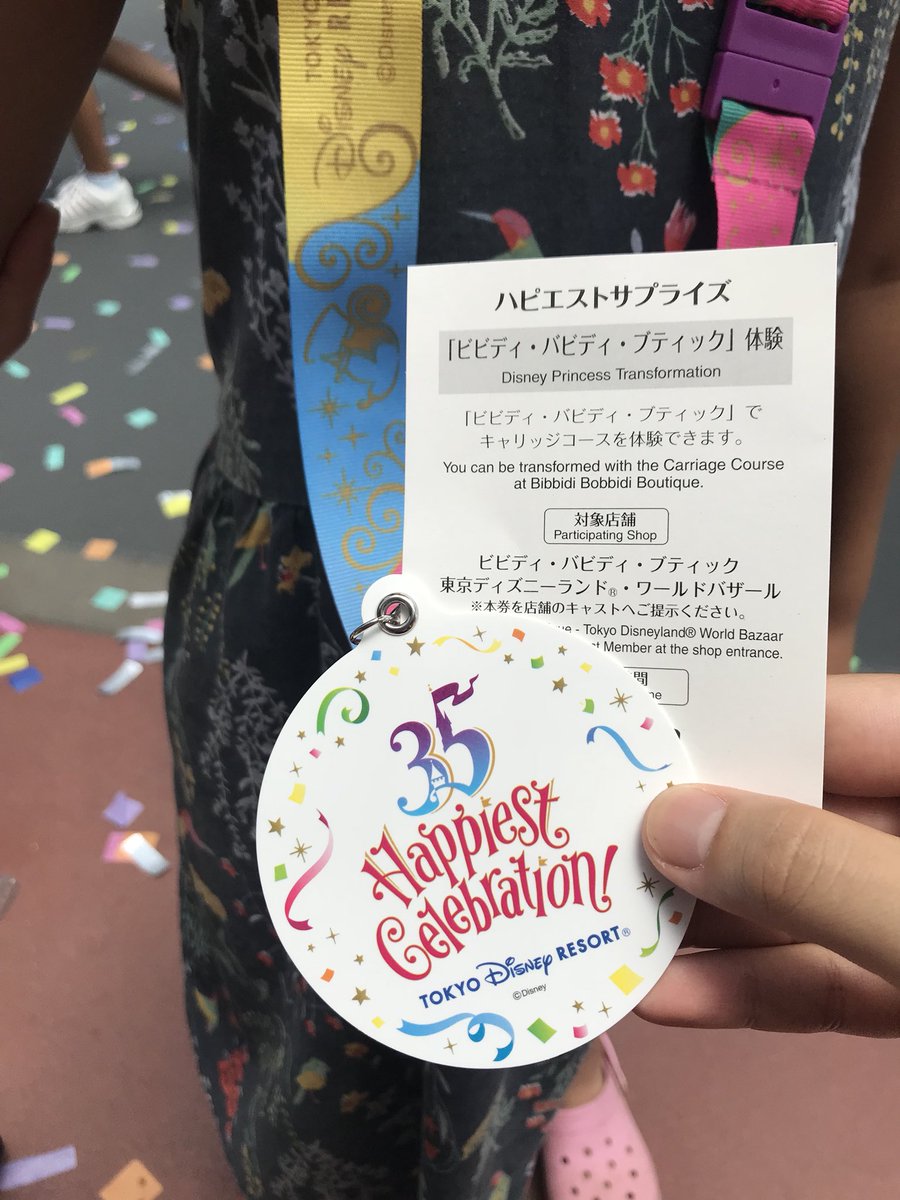 TOKYO
Disney RE
©Disne
ハピエストサプライズ
「ビビディ・バビディ・ブティック」体験
Disney Princess Transformation
「ビビディ・バビディ・ブティック」で
キャリッジコースを体験できます。
You can be transformed with the Carriage Course
at Bibbidi Bobbidi Boutique.
対象店舗
Participating Shop
ビビディ・バビディ・ブティック
東京ディズニーランド®・ワールドバザール
※本券を店舗のキャストへご提示ください。
- Tokyo Disneyland® World Bazaar
Member at the shop entrance.
間
35
Happiest
Celebration!
TOKYO Disney RESORT®
©Disney